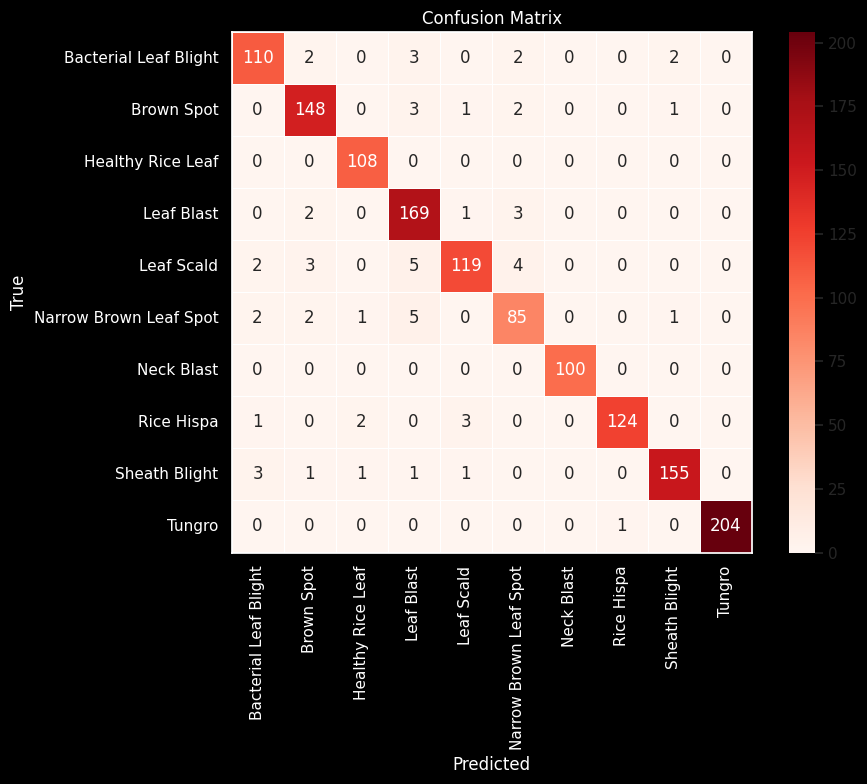 Confusion Matrix
Bacterial Leaf Blight 110 2 0 3 0 2 0 0 2 0
Brown Spot 0 148 0 3 1 2 0 0 1 0
Healthy Rice Leaf 0 0 108 0 0 0 0 0 0 0
Leaf Blast 0 2 0 169 1 3 0 0 0 0
Leaf Scald 2 3 0 5 119 4 0 0 0 0
Narrow Brown Leaf Spot 2 2 1 5 0 85 0 0 1 0
Neck Blast 0 0 0 0 0 0 100 0 0 0
Rice Hispa 1 0 2 0 3 0 0 124 0 0
Sheath Blight 3 1 1 1 1 0 0 0 155 0
Tungro 0 0 0 0 0 0 0 1 0 204
True
Bacterial Leaf Blight
Brown Spot
Healthy Rice Leaf
Leaf Blast
Leaf Scald
Narrow Brown Leaf Spot
Neck Blast
Rice Hispa
Sheath Blight
Tungro
Predicted
200
175
150
125
100
75
50
25
0